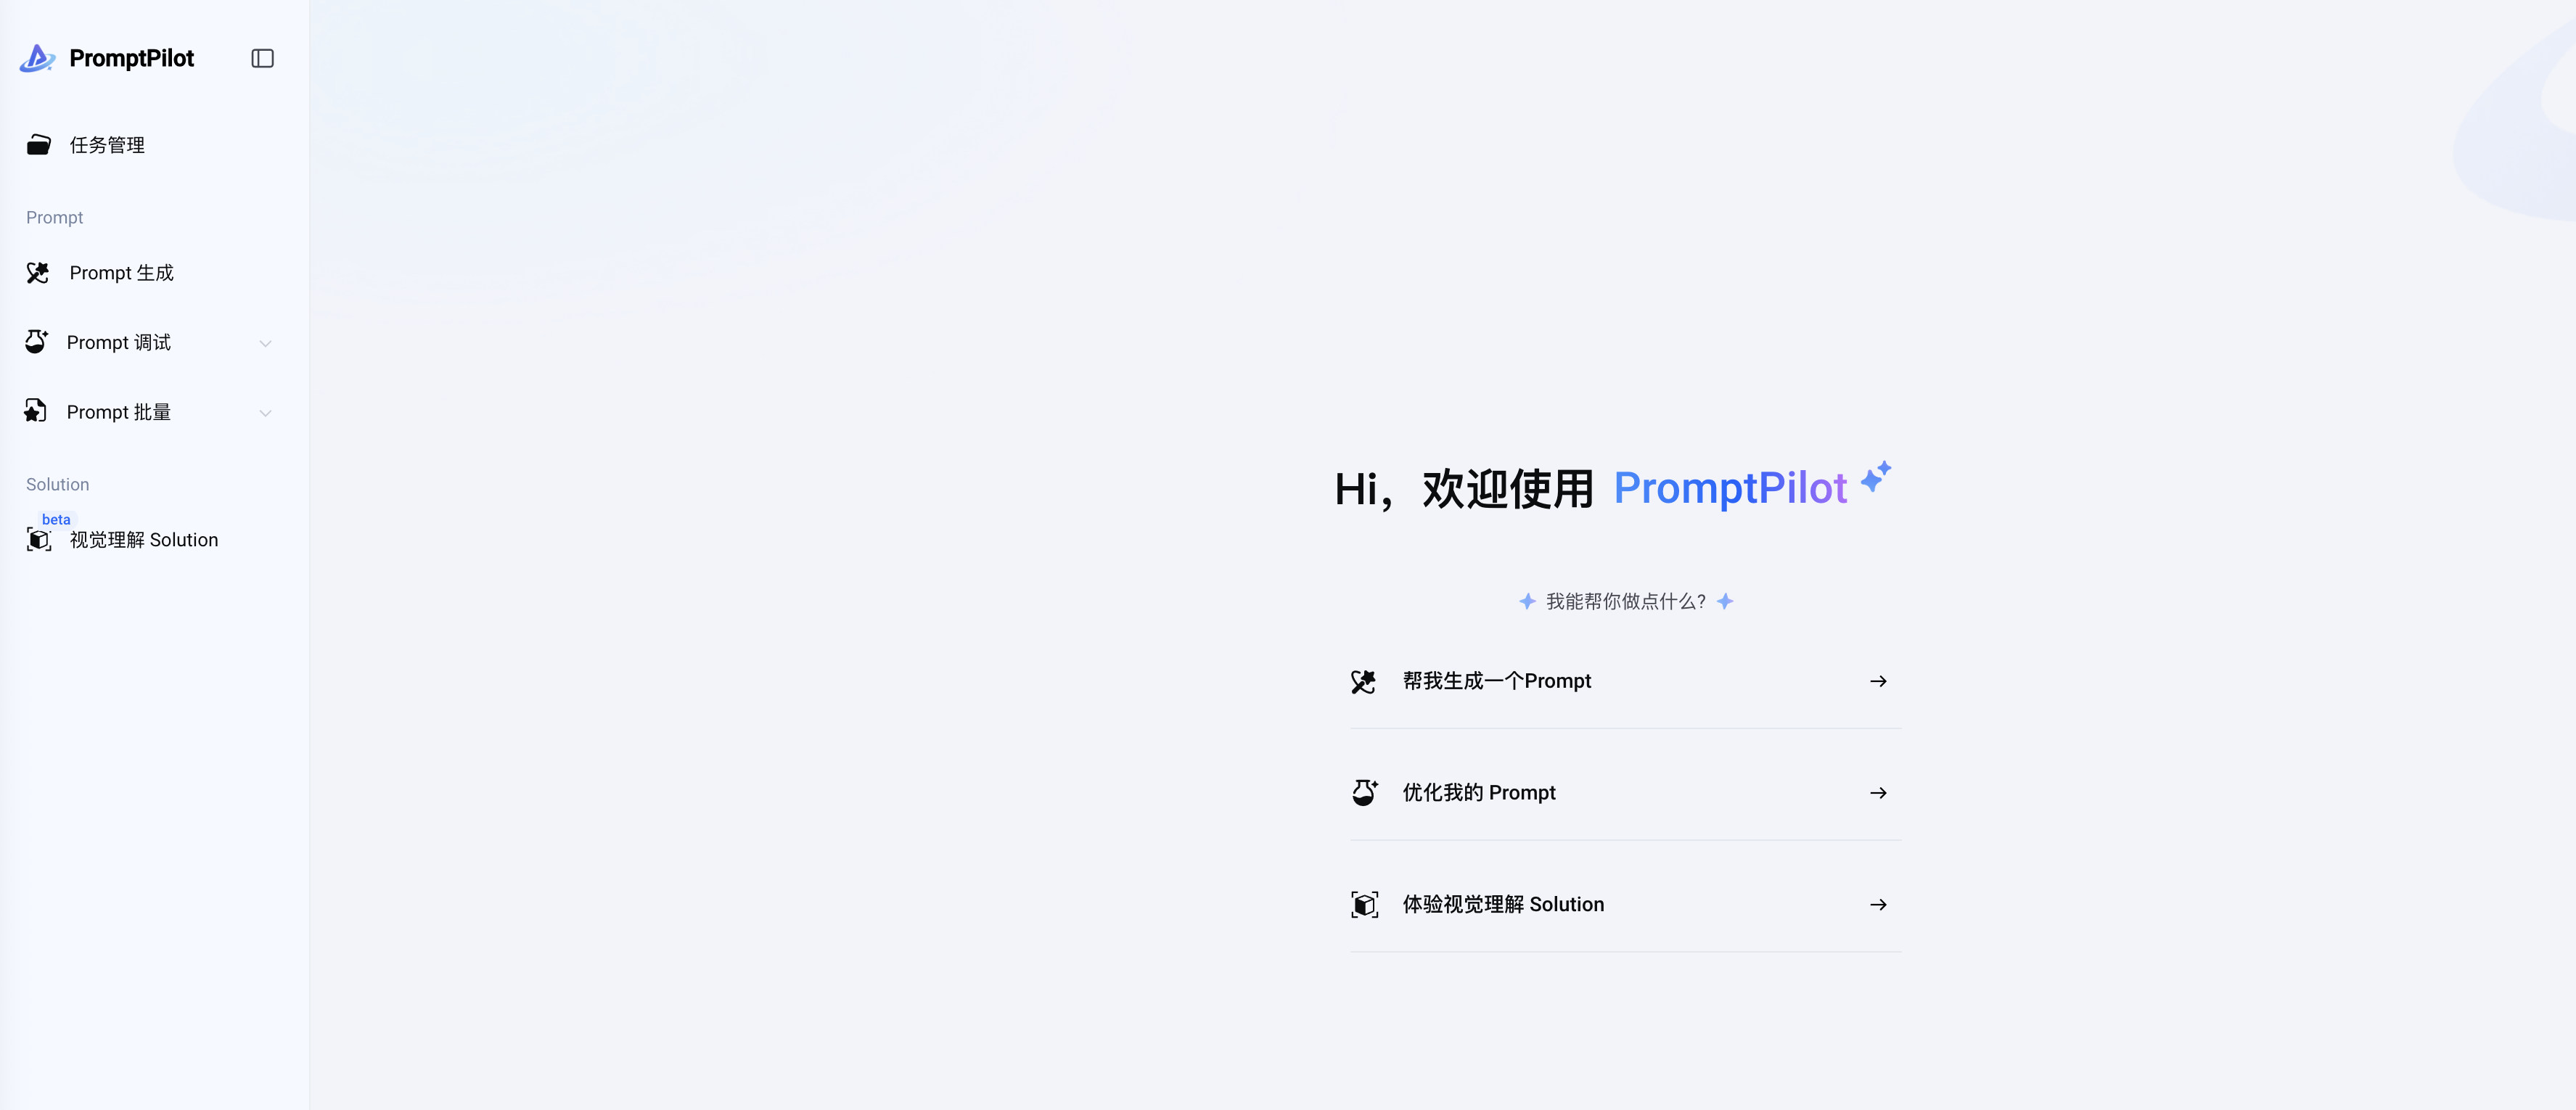 PromptPilot
任务管理
Prompt
Prompt 生成
Prompt 调试
Prompt 批量
Solution
beta
视觉理解 Solution
Hi，欢迎使用 PromptPilot
我能帮你做点什么?
帮我生成一个Prompt
优化我的 Prompt
体验视觉理解 Solution